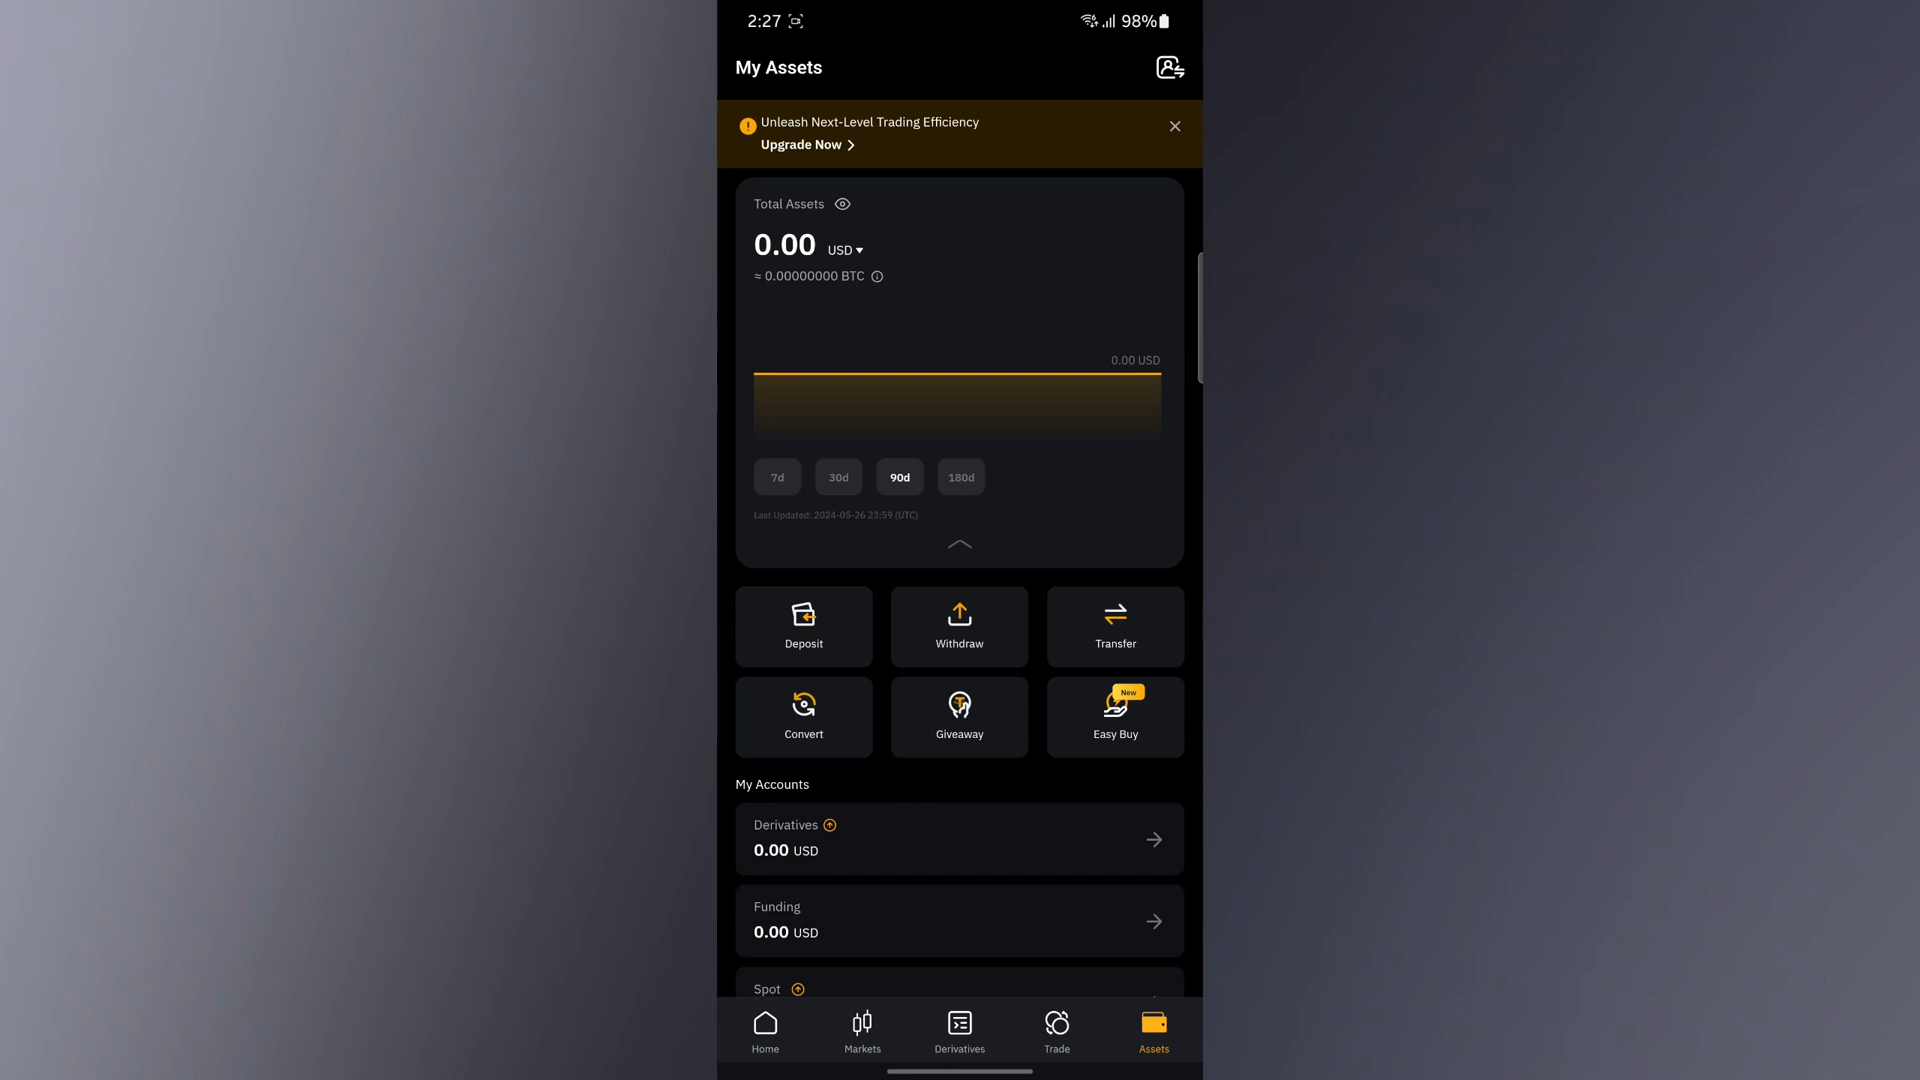 2:27 98%
My Assets
Unleash Next-Level Trading Efficiency
Upgrade Now
Total Assets
0.00 USD
≈ 0.00000000 BTC
0.00 USD
7d 30d 90d 180d
Last Updated: 2024-05-26 23:59 (UTC)
Deposit Withdraw Transfer
New
Convert Giveaway Easy Buy
My Accounts
Derivatives
0.00 USD
Funding
0.00 USD
Spot
Home Markets Derivatives Trade Assets